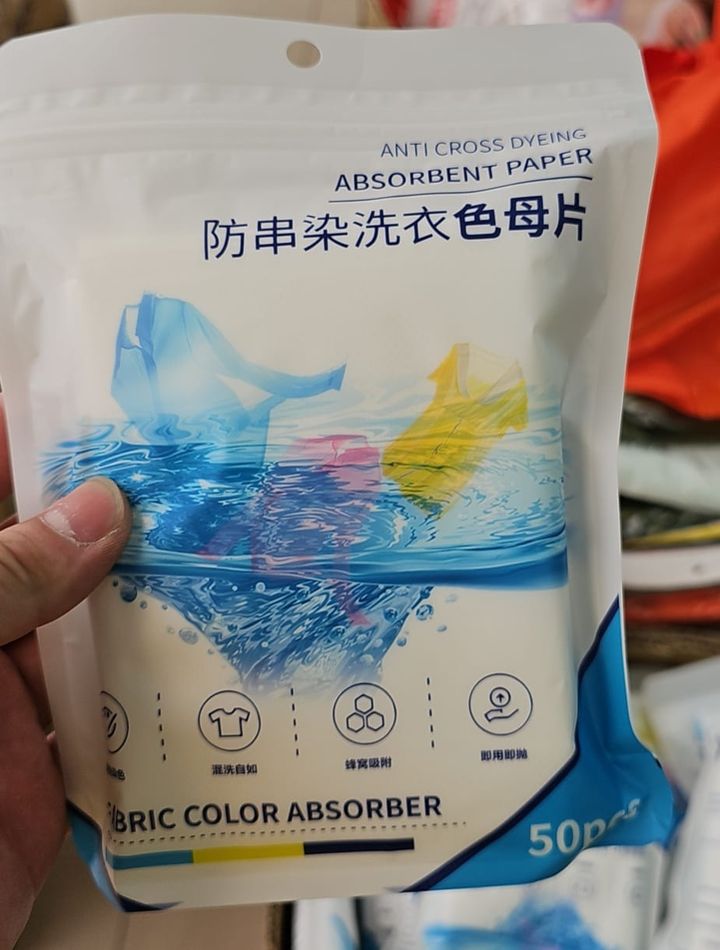 ANTI CROSS DYEING
ABSORBENT PAPER
防串染洗衣色母片
混洗自如
蜂窝吸附
即用即抛
FABRIC COLOR ABSORBER
50pcs